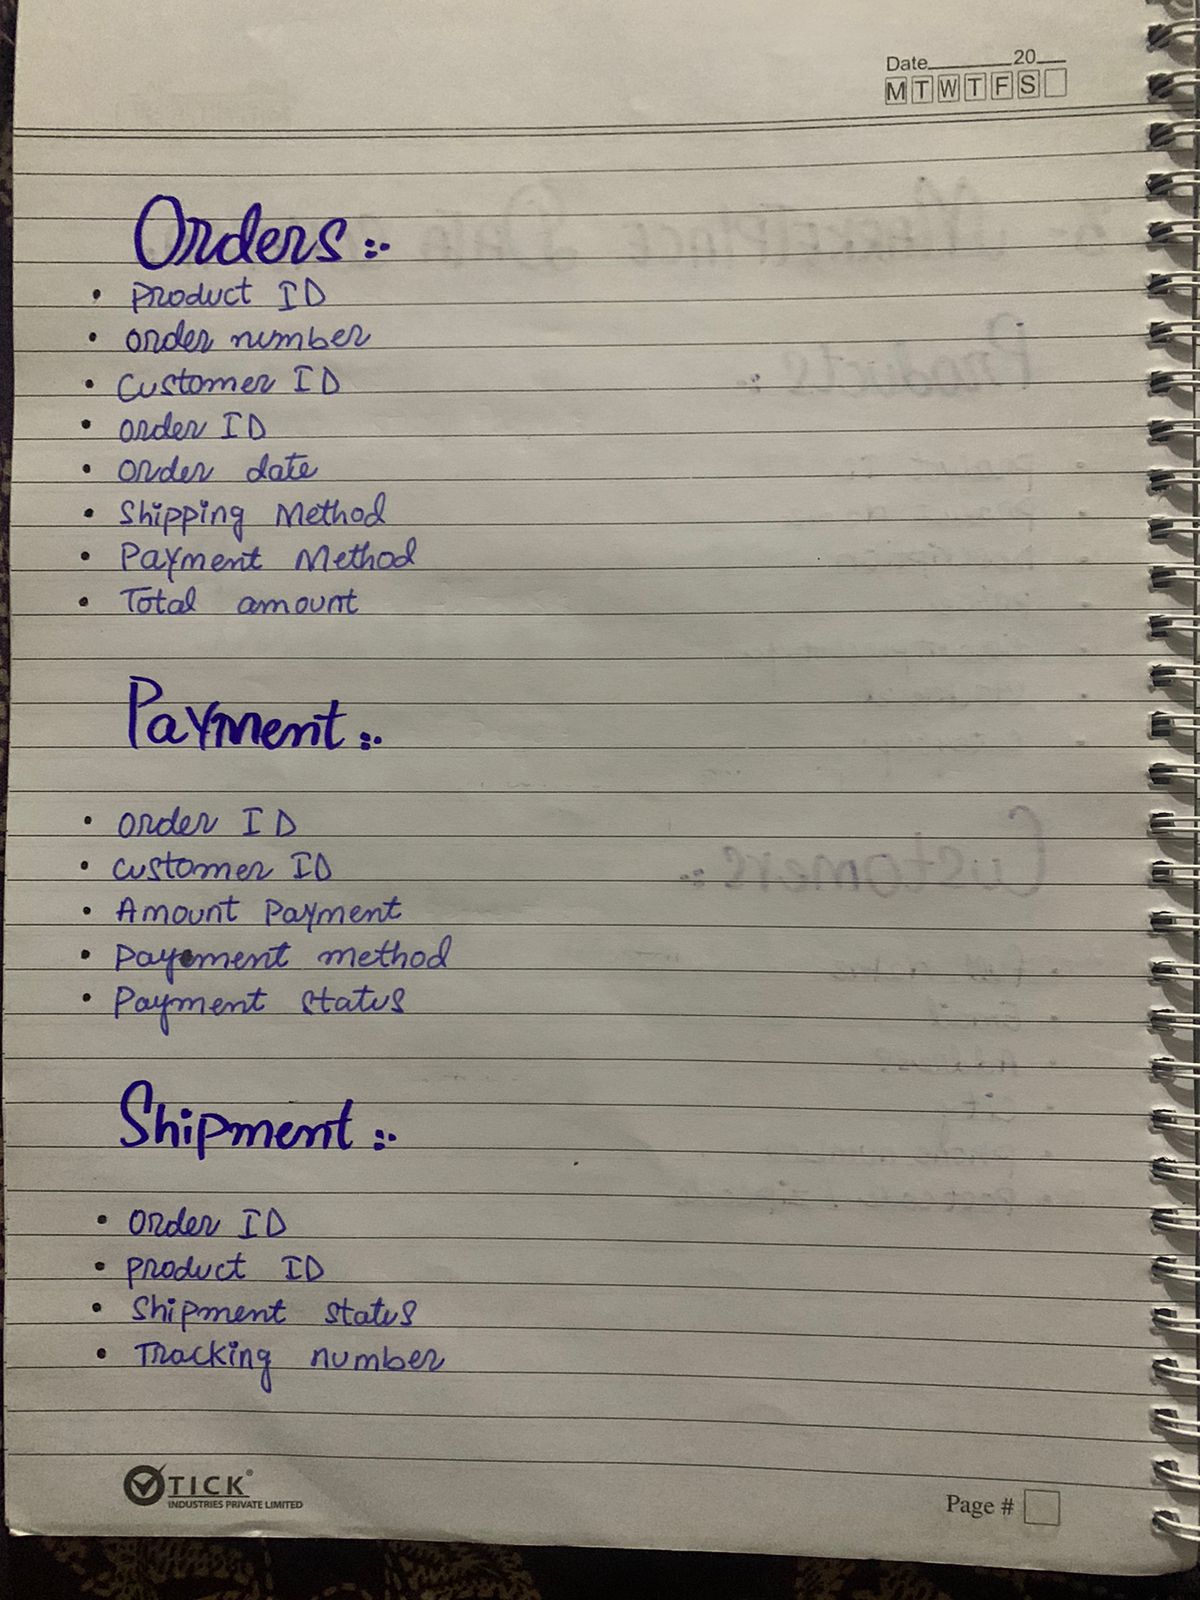 Date 20
M T W T F S
Orders :-
• Product ID
• order number
• Customer ID
• order ID
• order date
• Shipping Method
• Payment Method
• Total amount
Payment :-
• order ID
• customer ID
• Amount Payment
• payement method
• Payment status
Shipment :-
• Order ID
• product ID
• Shipment status
• Tracking number
TICK®
INDUSTRIES PRIVATE LIMITED
Page #